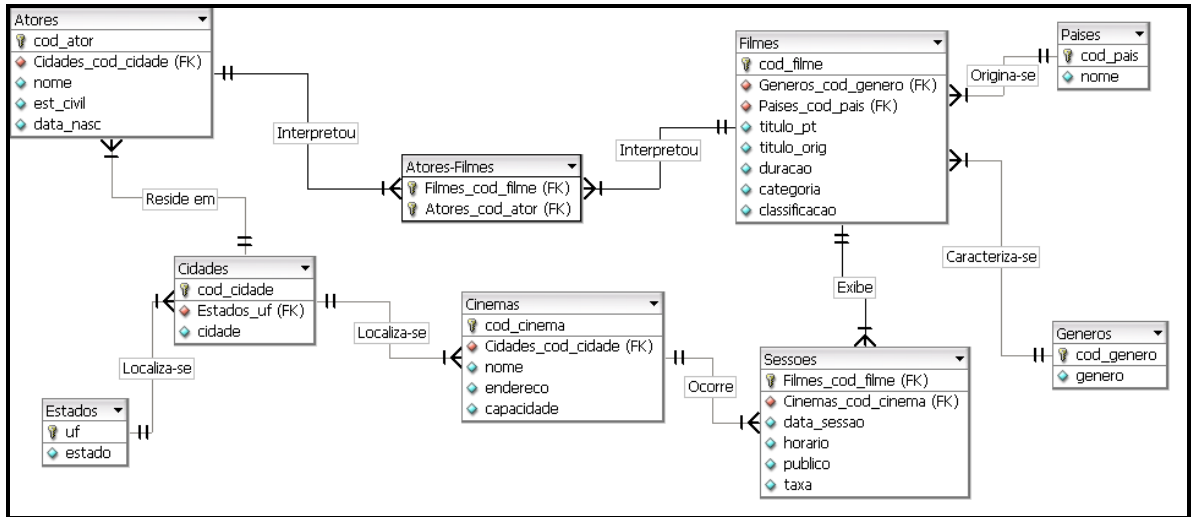 Atores
cod_ator
Cidades_cod_cidade (FK)
nome
est_civil
data_nasc
Interpretou
Atores-Filmes
Filmes_cod_filme (FK)
Atores_cod_ator (FK)
Interpretou
Filmes
cod_filme
Generos_cod_genero (FK)
Paises_cod_pais (FK)
titulo_pt
titulo_orig
duracao
categoria
classificacao
Origina-se
Paises
cod_pais
nome
Reside em
Cidades
cod_cidade
Estados_uf (FK)
cidade
Localiza-se
Estados
uf
estado
Localiza-se
Cinemas
cod_cinema
Cidades_cod_cidade (FK)
nome
endereco
capacidade
Ocorre
Exibe
Sessoes
Filmes_cod_filme (FK)
Cinemas_cod_cinema (FK)
data_sessao
horario
publico
taxa
Caracteriza-se
Generos
cod_genero
genero